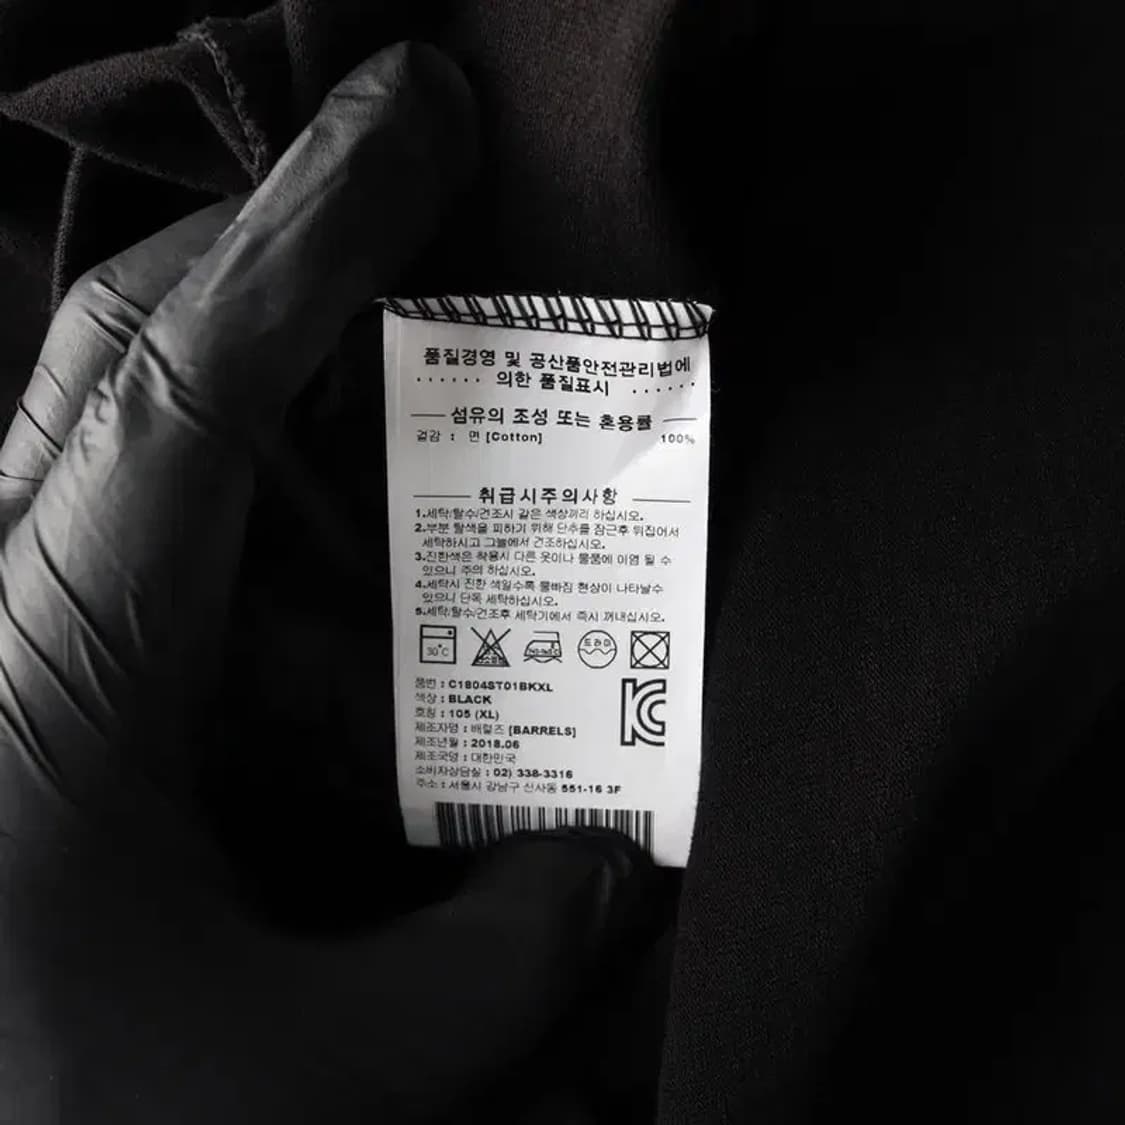 품질경영 및 공산품안전관리법에
...... 의한 품질표시 ......
섬유의 조성 또는 혼용률
겉감 : 면 [Cotton] 100%
취급시주의사항
1.세탁/탈수/건조시 같은 색상끼리 하십시오.
2.부분 탈색을 피하기 위해 단추를 잠근후 뒤집어서
세탁하시고 그늘에서 건조하십시오.
3.진한색은 착용시 다른 옷이나 물품에 이염 될 수
있으니 주의 하십시오.
4.세탁시 진한 색일수록 물빠짐 현상이 나타날수
있으니 단독 세탁하십시오.
5.세탁/탈수/건조후 세탁기에서 즉시 꺼내십시오.
30°C 드라이
품번 : C1804ST01BKXL
색상 : BLACK
호칭 : 105 (XL)
제조자명 : 배럴즈 [BARRELS]
제조년월 : 2018.06
제조국명 : 대한민국
소비자상담실 : 02) 338-3316
주소 : 서울시 강남구 신사동 551-16 3F
KC